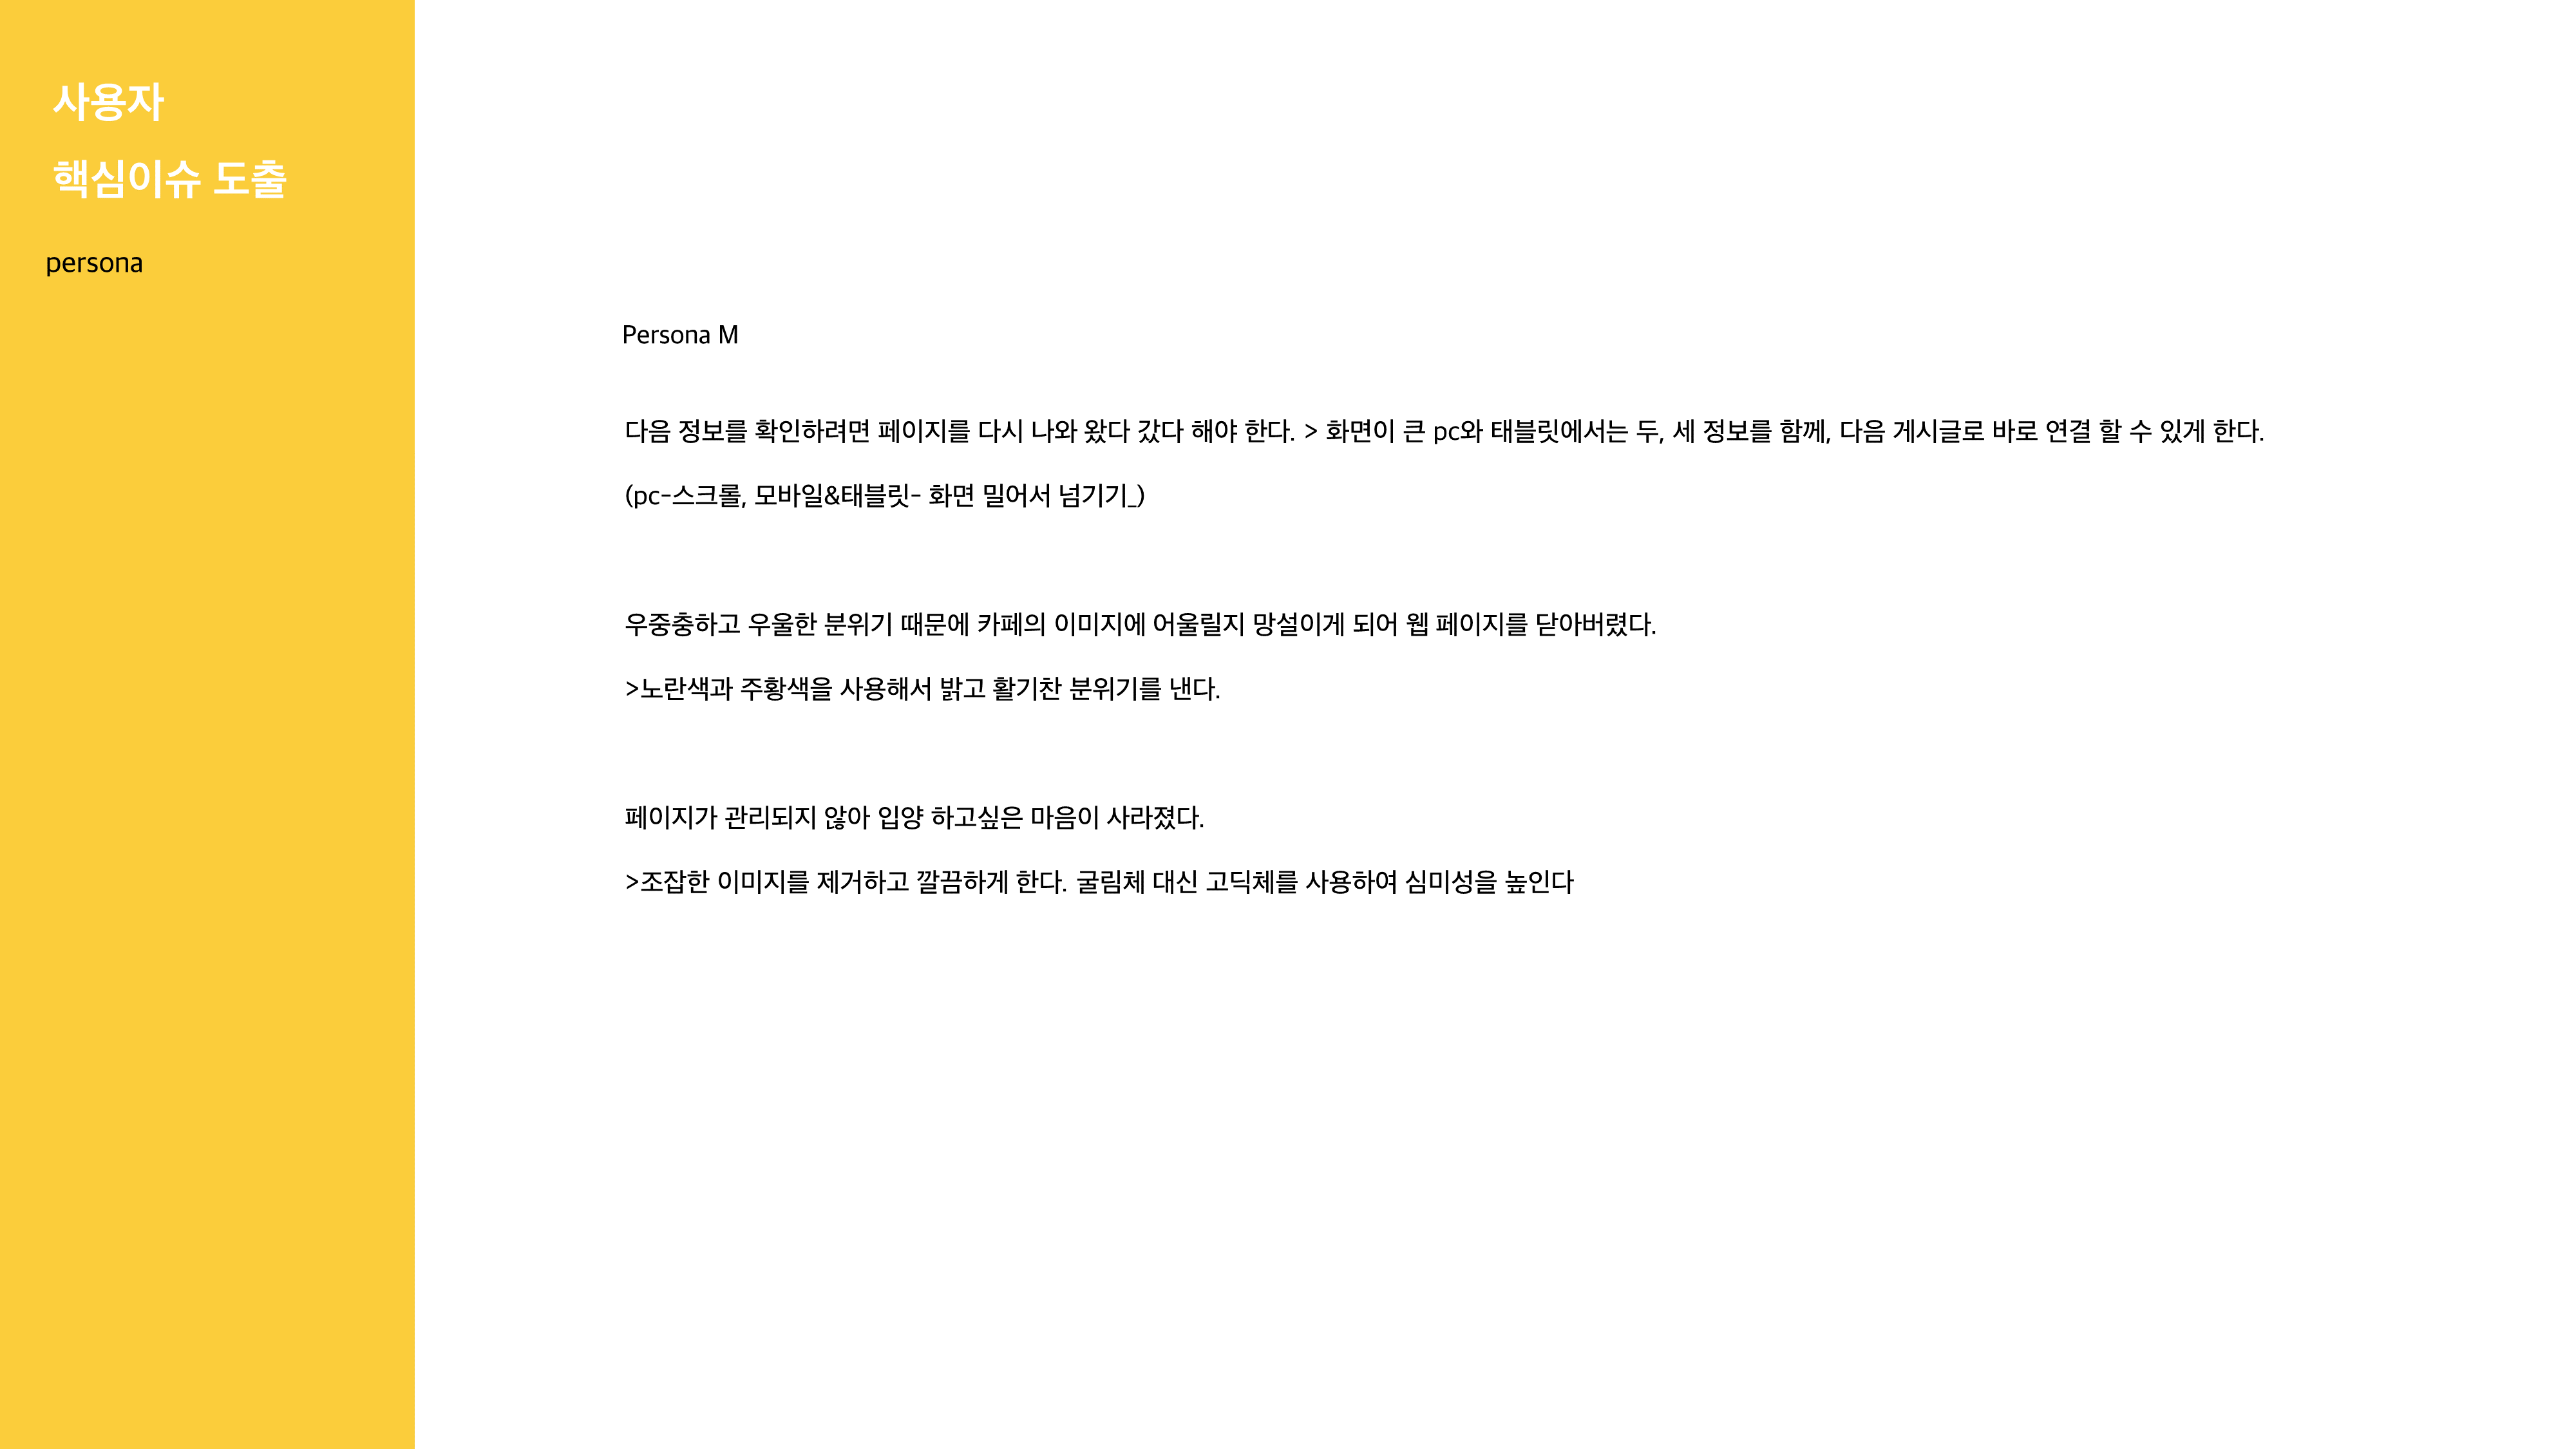 사용자
핵심이슈 도출
persona
Persona M
다음 정보를 확인하려면 페이지를 다시 나와 왔다 갔다 해야 한다. > 화면이 큰 pc와 태블릿에서는 두, 세 정보를 함께, 다음 게시글로 바로 연결 할 수 있게 한다.
(pc-스크롤, 모바일&태블릿- 화면 밀어서 넘기기_)
우중충하고 우울한 분위기 때문에 카페의 이미지에 어울릴지 망설이게 되어 웹 페이지를 닫아버렸다.
>노란색과 주황색을 사용해서 밝고 활기찬 분위기를 낸다.
페이지가 관리되지 않아 입양 하고싶은 마음이 사라졌다.
>조잡한 이미지를 제거하고 깔끔하게 한다. 굴림체 대신 고딕체를 사용하여 심미성을 높인다